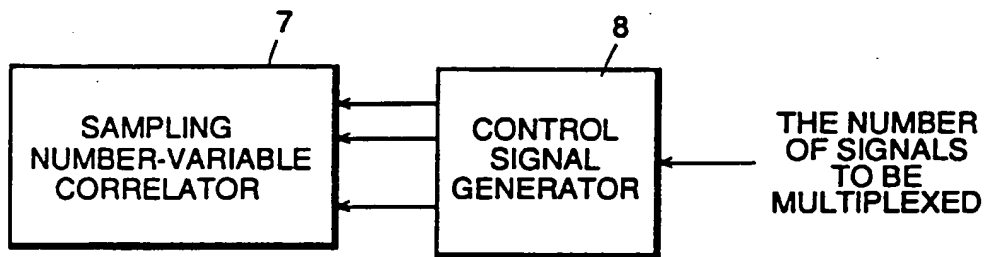 7
8
SAMPLING
NUMBER-VARIABLE
CORRELATOR
CONTROL
SIGNAL
GENERATOR
THE NUMBER
OF SIGNALS
TO BE
MULTIPLEXED